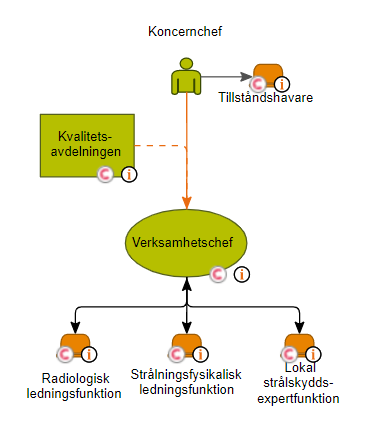 Koncernchef
C i
Tillståndshavare
Kvalitets-
avdelningen
C i
Verksamhetschef
C i
C i
C i
C i
Radiologisk
ledningsfunktion
Strålningsfysikalisk
ledningsfunktion
Lokal
strålskydds-
expertfunktion